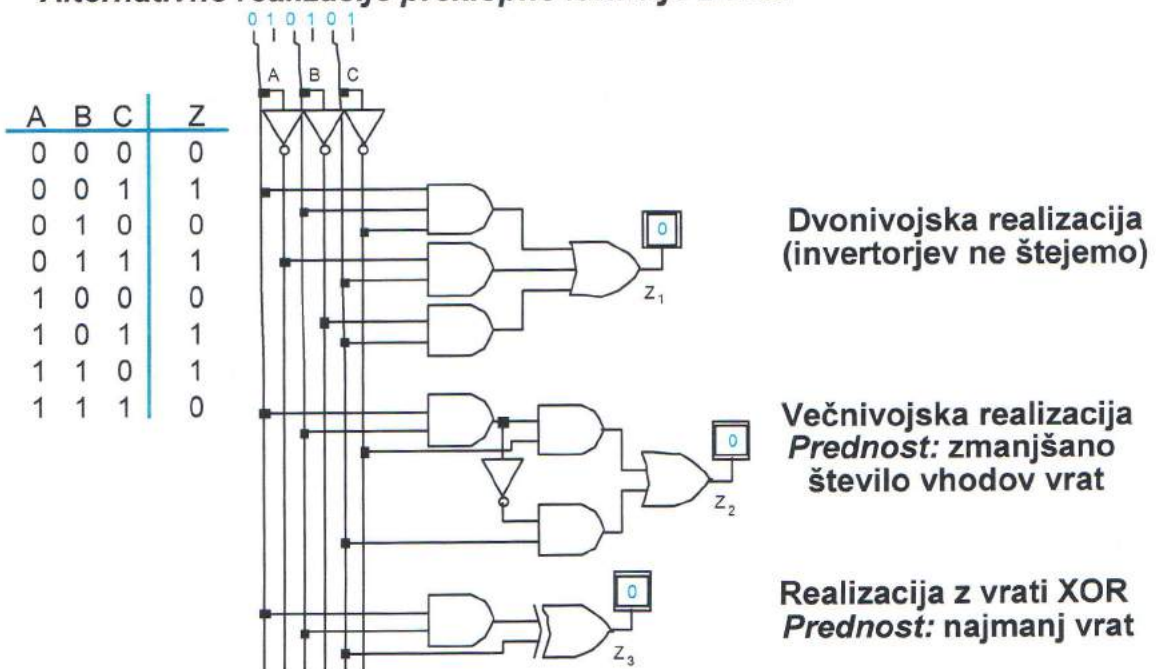 Alternativne realizacije preklopne
0 1 0 1 0 1
A B C
A B C Z
0 0 0 0
0 0 1 1
0 1 0 0
0 1 1 1
1 0 0 0
1 0 1 1
1 1 0 1
1 1 1 0
0
Z1
Dvonivojska realizacija
(invertorjev ne štejemo)
0
Z2
Večnivojska realizacija
Prednost: zmanjšano
število vhodov vrat
0
Z3
Realizacija z vrati XOR
Prednost: najmanj vrat